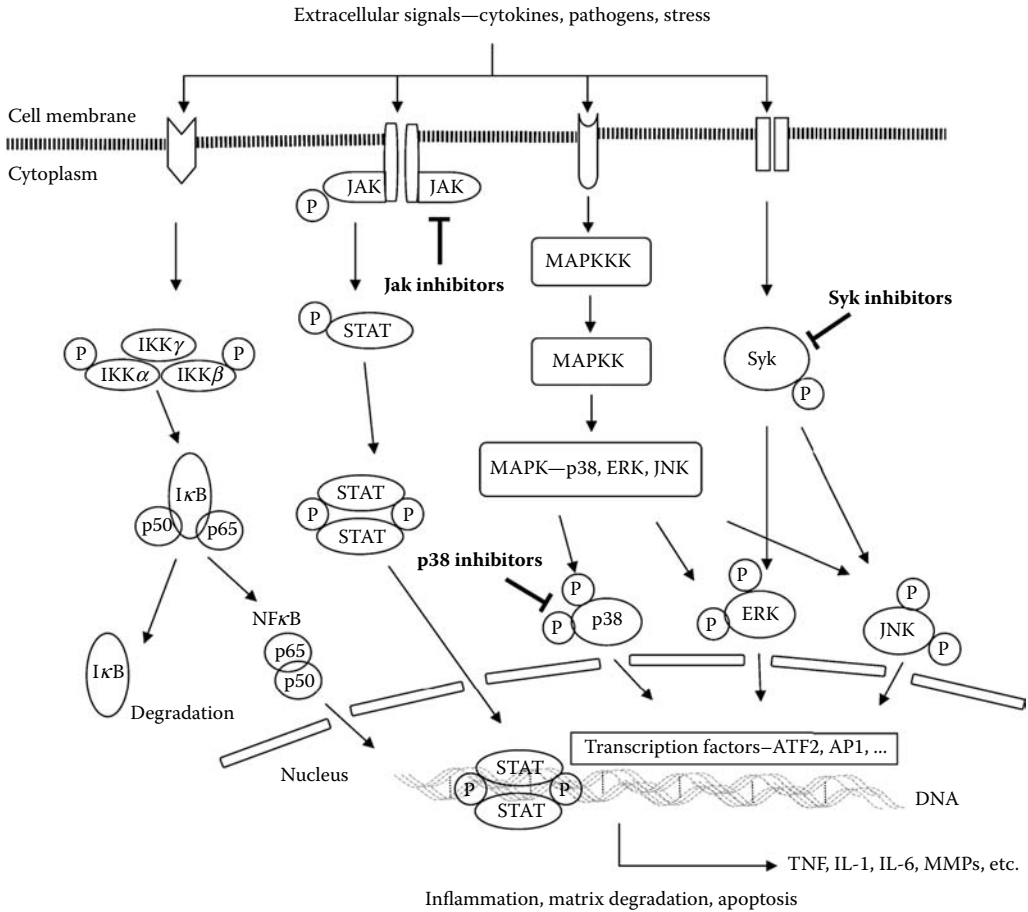 Extracellular signals—cytokines, pathogens, stress
Cell membrane
Cytoplasm
JAK
JAK
P
MAPKKK
Jak inhibitors
Syk inhibitors
P
STAT
P
IKKγ
P
IKKα
IKKβ
MAPKK
Syk
P
MAPK—p38, ERK, JNK
IκB
p50
p65
STAT
P
P
STAT
p38 inhibitors
P
P
p38
P
P
ERK
P
JNK
P
NFκB
p65
p50
IκB
Degradation
Nucleus
Transcription factors–ATF2, AP1, ...
STAT
P
P
STAT
DNA
TNF, IL-1, IL-6, MMPs, etc.
Inflammation, matrix degradation, apoptosis